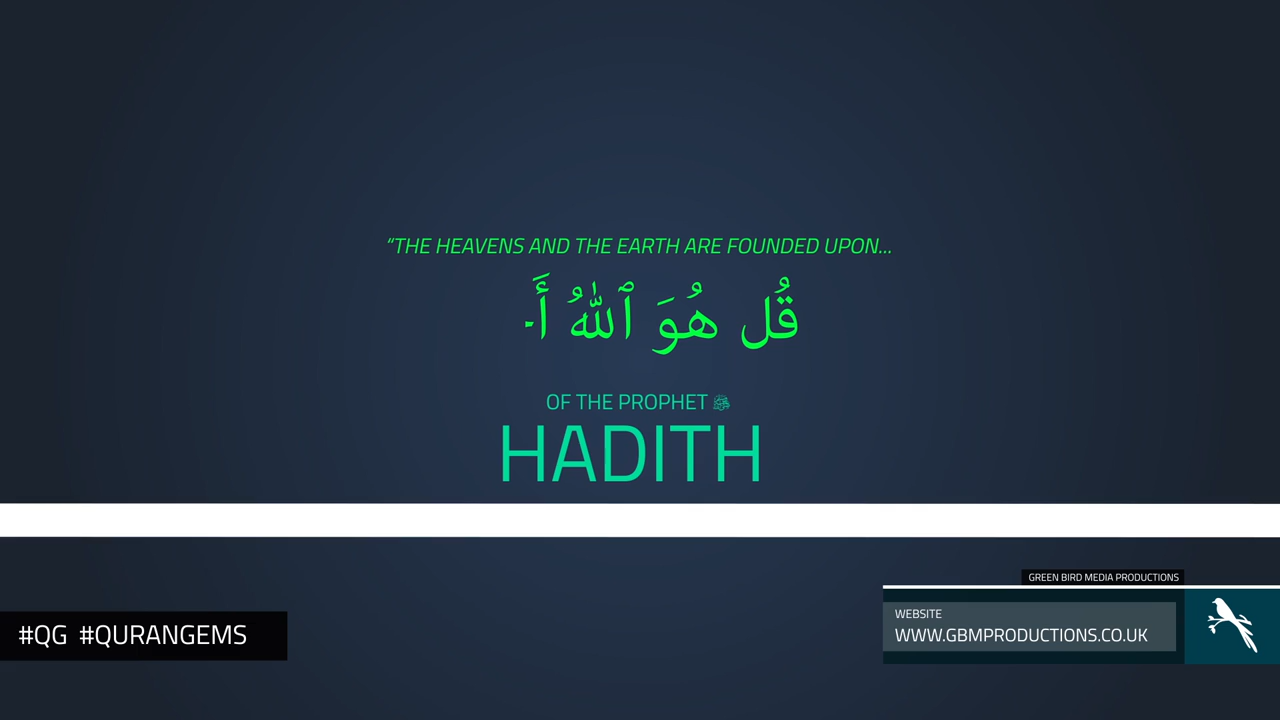 “THE HEAVENS AND THE EARTH ARE FOUNDED UPON...
قُل هُوَ ٱللَّهُ أَ
OF THE PROPHET ﷺ
HADITH
GREEN BIRD MEDIA PRODUCTIONS
WEBSITE
WWW.GBMPRODUCTIONS.CO.UK
#QG #QURANGEMS